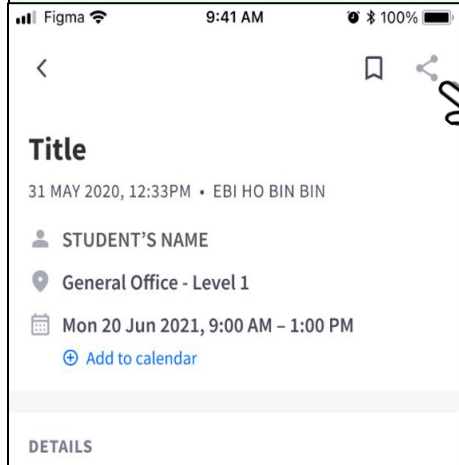 Figma 9:41 AM 100%
Title
31 MAY 2020, 12:33PM • EBI HO BIN BIN
STUDENT'S NAME
General Office - Level 1
Mon 20 Jun 2021, 9:00 AM – 1:00 PM
Add to calendar
DETAILS